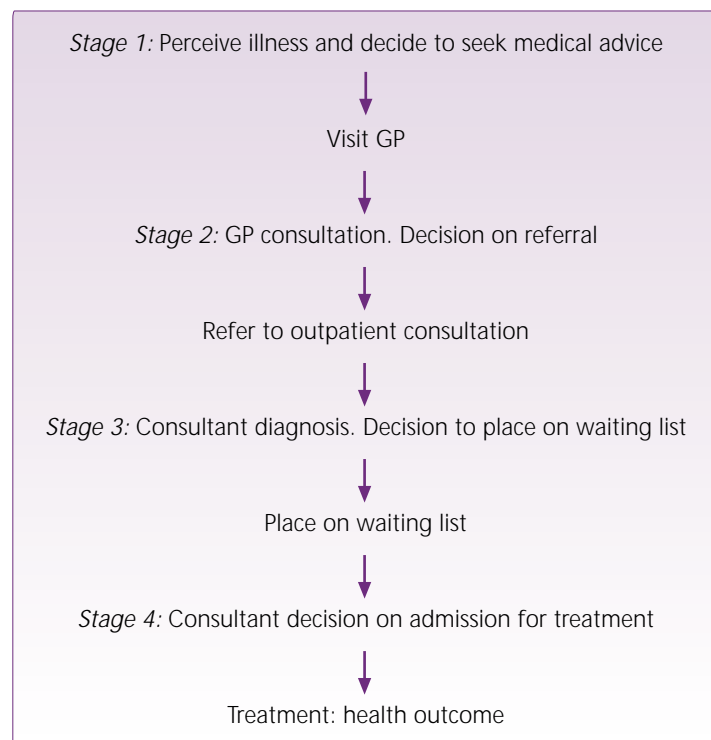 Stage 1: Perceive illness and decide to seek medical advice
Visit GP
Stage 2: GP consultation. Decision on referral
Refer to outpatient consultation
Stage 3: Consultant diagnosis. Decision to place on waiting list
Place on waiting list
Stage 4: Consultant decision on admission for treatment
Treatment: health outcome